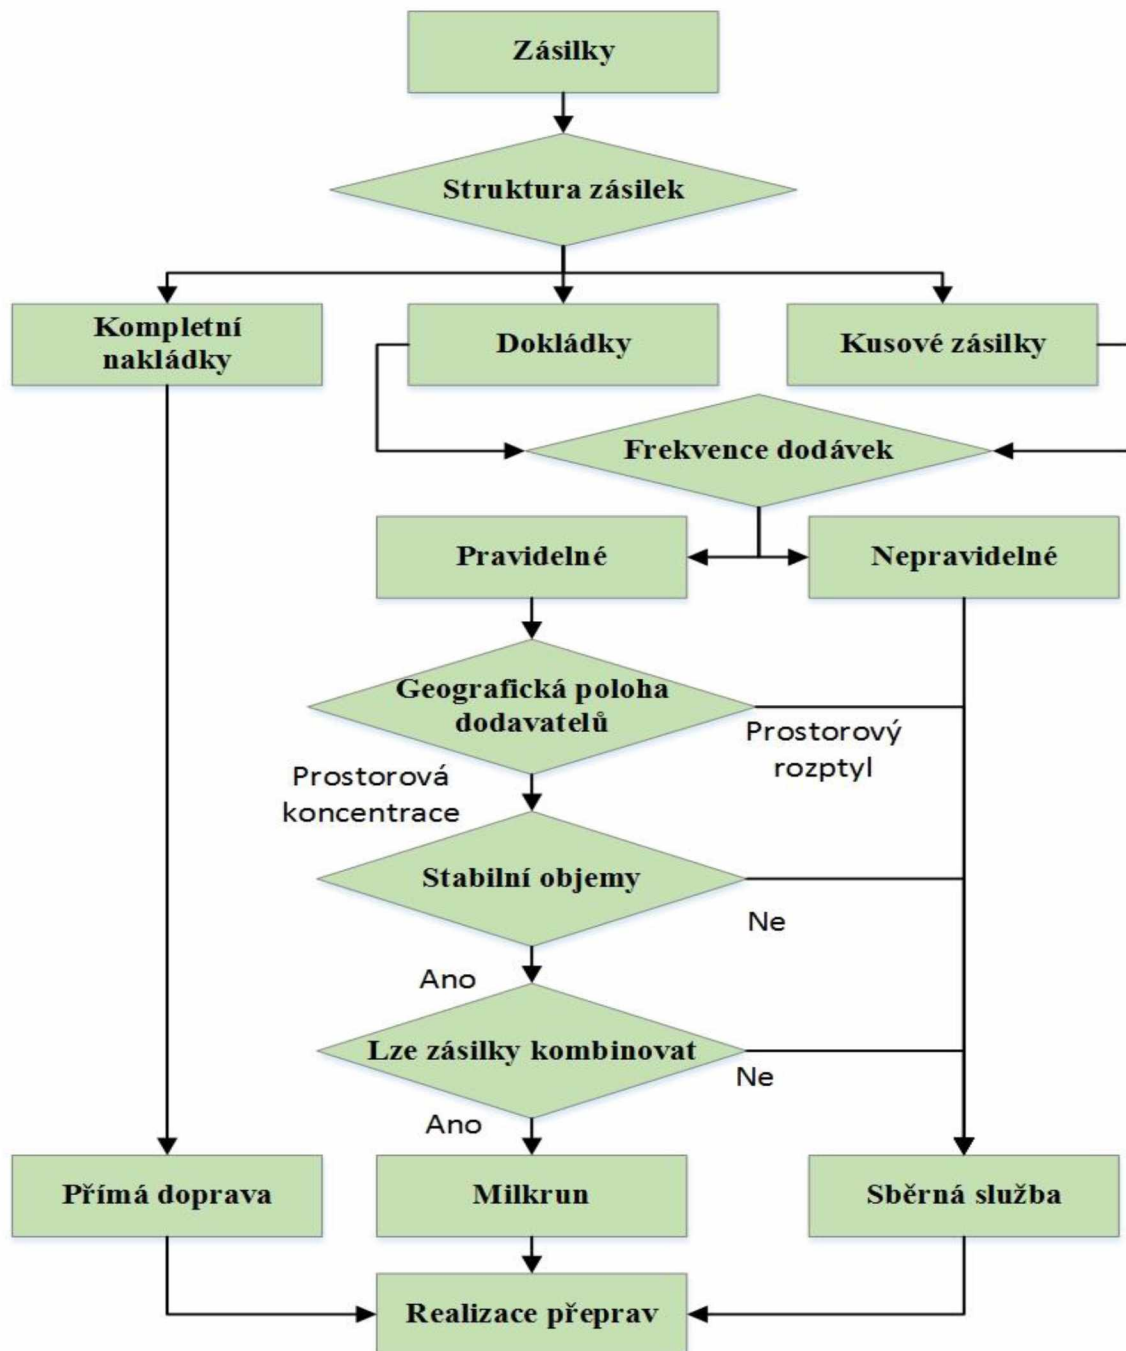 Zásilky
Struktura zásilek
Kompletní
nakládky
Dokládky
Kusové zásilky
Frekvence dodávek
Pravidelné
Nepravidelné
Geografická poloha
dodavatelů
Prostorový
rozptyl
Prostorová
koncentrace
Stabilní objemy
Ne
Ano
Lze zásilky kombinovat
Ne
Ano
Přímá doprava
Milkrun
Sběrná služba
Realizace přeprav